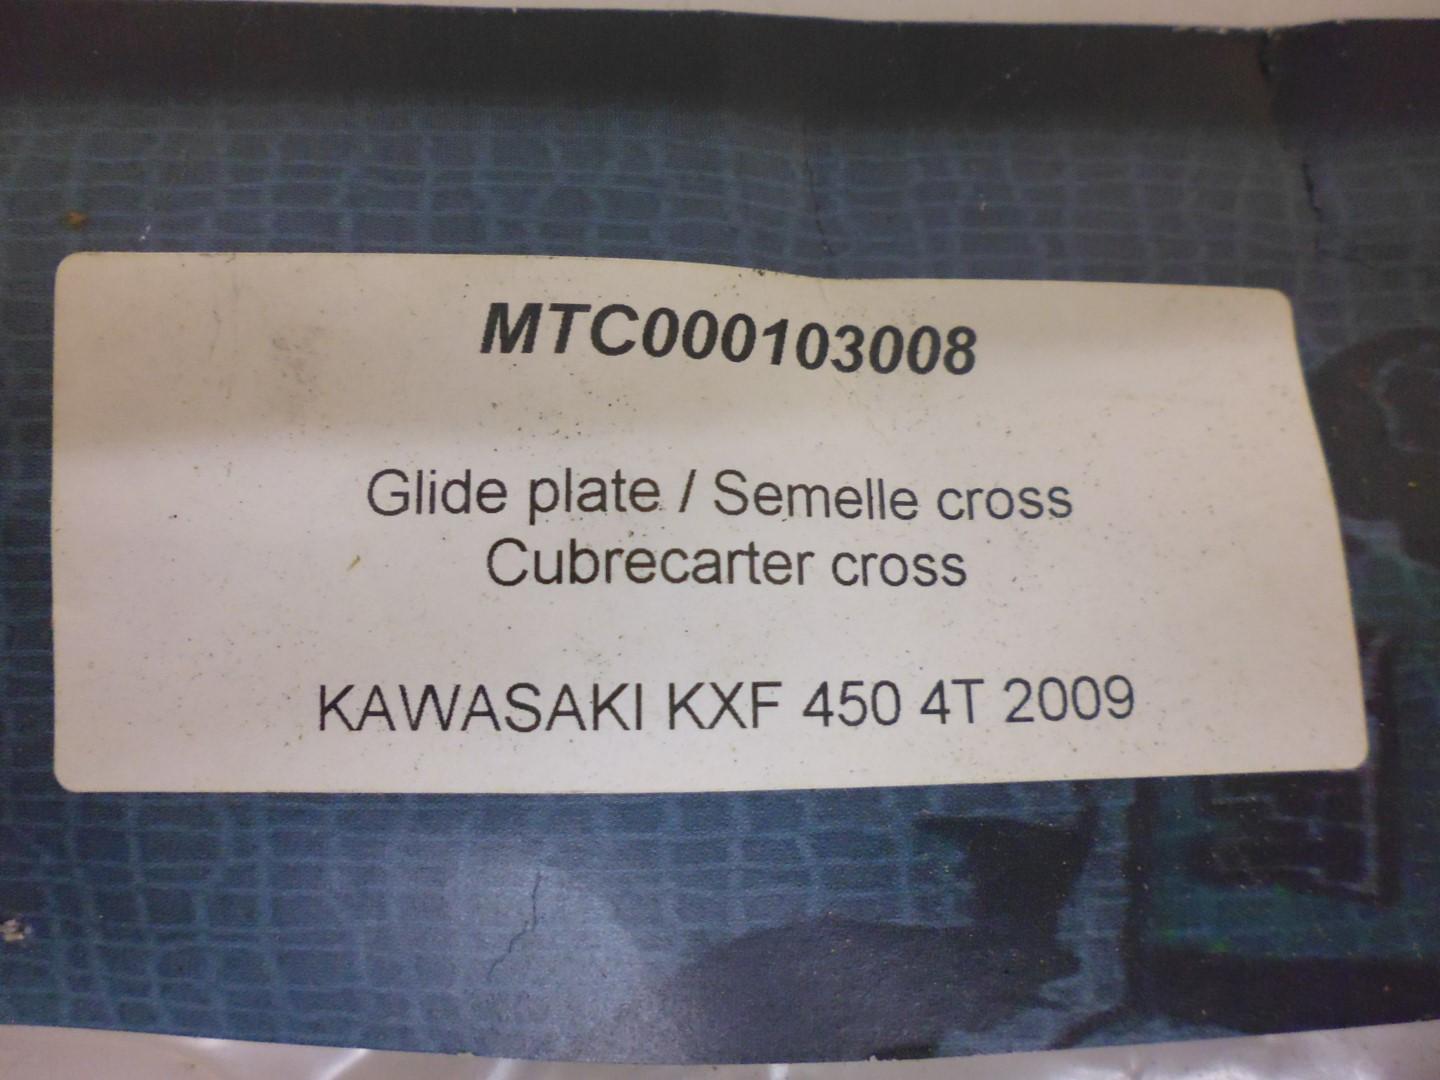 MTC000103008
Glide plate / Semelle cross
Cubrecarter cross
KAWASAKI KXF 450 4T 2009